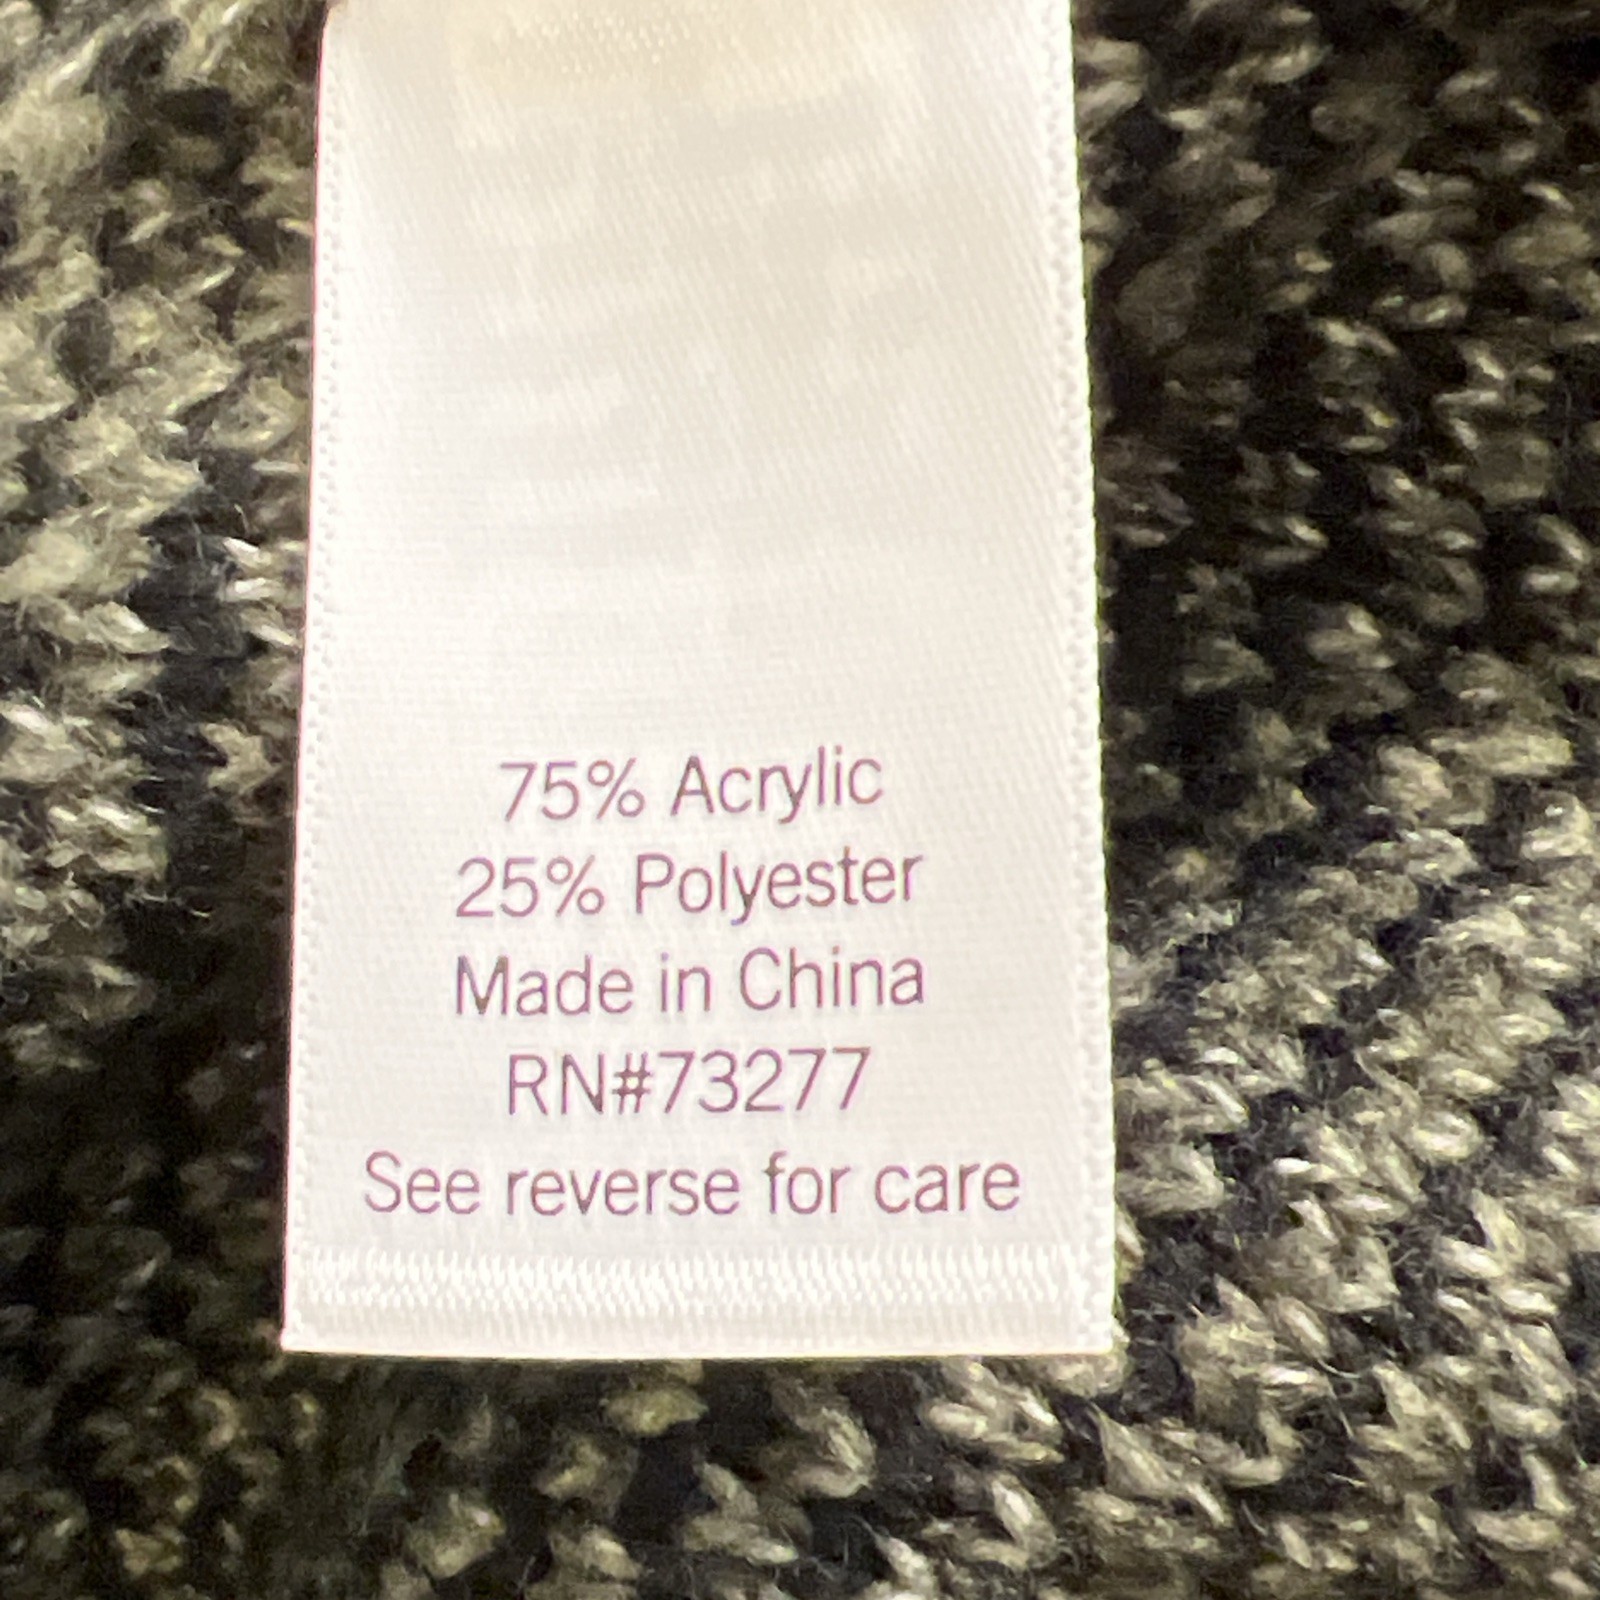 75% Acrylic
25% Polyester
Made in China
RN#73277
See reverse for care